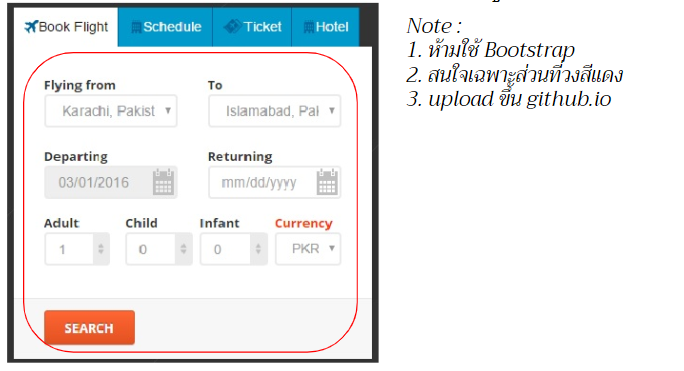 Book Flight Schedule Ticket Hotel
Flying from To
Karachi, Pakist Islamabad, Pal
Departing Returning
03/01/2016 mm/dd/yyyy
Adult Child Infant Currency
1 0 0 PKR
SEARCH
Note :
1. ห้ามใช้ Bootstrap
2. สนใจเฉพาะส่วนที่วงสีแดง
3. upload ขึ้น github.io